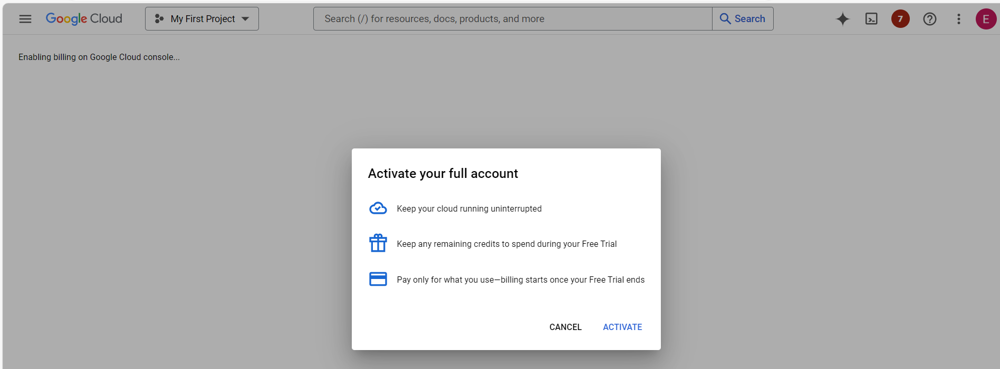 Google Cloud
My First Project
Search (/) for resources, docs, products, and more
Search
7
E
Enabling billing on Google Cloud console...
Activate your full account
Keep your cloud running uninterrupted
Keep any remaining credits to spend during your Free Trial
Pay only for what you use—billing starts once your Free Trial ends
CANCEL
ACTIVATE